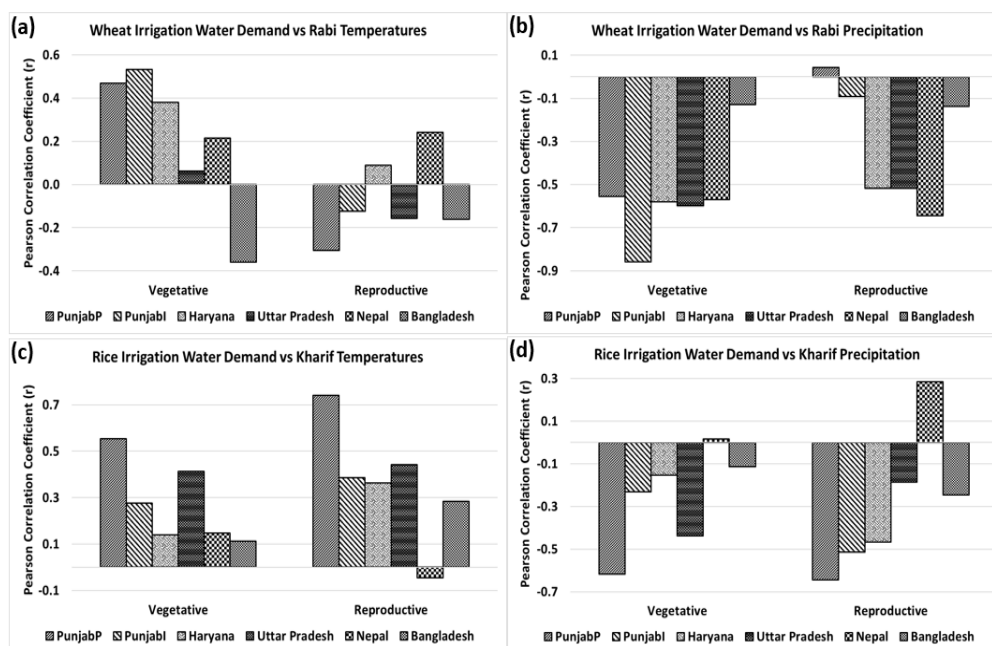 (a)
Wheat Irrigation Water Demand vs Rabi Temperatures
Pearson Correlation Coefficient (r)
0.6
0.4
0.2
0.0
-0.2
-0.4
Vegetative Reproductive
PunjabP PunjabI Haryana Uttar Pradesh Nepal Bangladesh
(b)
Wheat Irrigation Water Demand vs Rabi Precipitation
Pearson Correlation Coefficient (r)
0.1
-0.1
-0.3
-0.5
-0.7
-0.9
Vegetative Reproductive
PunjabP PunjabI Haryana Uttar Pradesh Nepal Bangladesh
(c)
Rice Irrigation Water Demand vs Kharif Temperatures
Pearson Correlation Coefficient (r)
0.7
0.5
0.3
0.1
-0.1
Vegetative Reproductive
PunjabP PunjabI Haryana Uttar Pradesh Nepal Bangladesh
(d)
Rice Irrigation Water Demand vs Kharif Precipitation
Pearson Correlation Coefficient (r)
0.3
0.1
-0.1
-0.3
-0.5
-0.7
Vegetative Reproductive
PunjabP PunjabI Haryana Uttar Pradesh Nepal Bangladesh